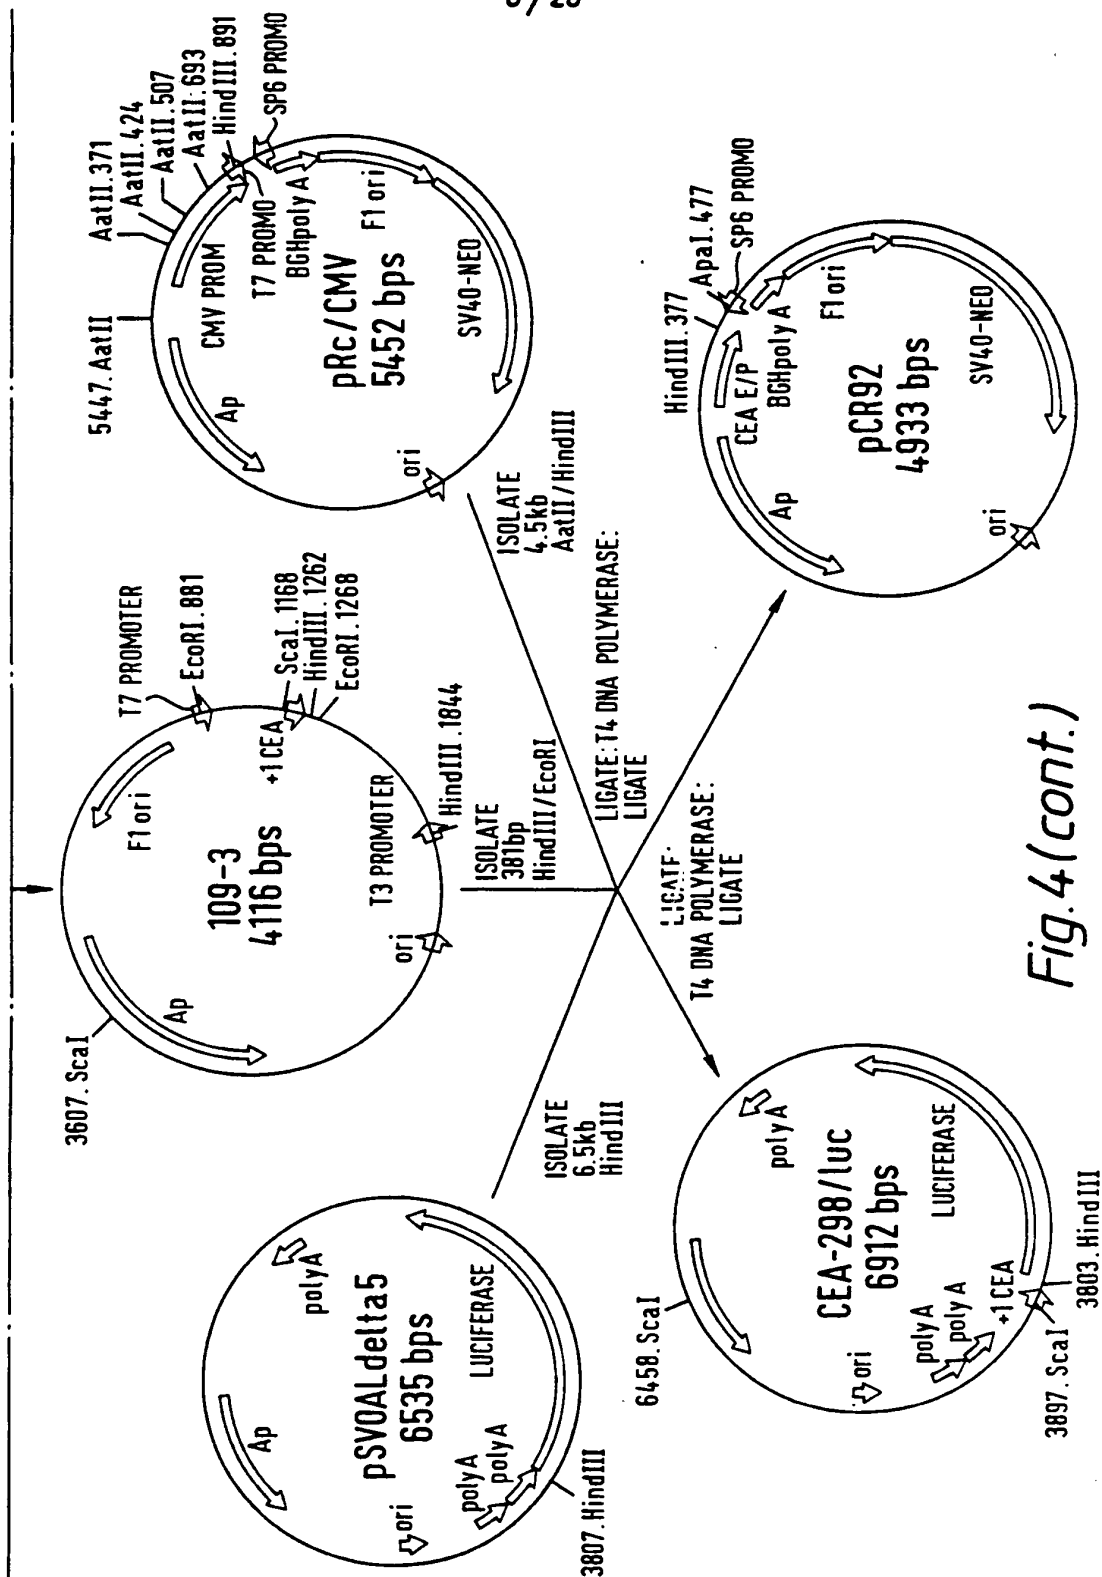 3607. ScaI
Ap
F1 ori
T7 PROMOTER
EcoRI. 881
109-3
4116 bps
+1 CEA
ScaI. 1168
HindIII. 1262
EcoRI. 1268
T3 PROMOTER
HindIII. 1844
ori
5447. AatII
AatII. 371
AatII. 424
AatII. 507
AatII. 693
HindIII. 891
SP6 PROMO
CMV PROM
T7 PROMO
BGHpoly A
F1 ori
Ap
pRc/CMV
5452 bps
SV40-NEO
ori
Ap
polyA
pSV0ALdelta5
6535 bps
LUCIFERASE
ori
polyA
polyA
3807. HindIII
ISOLATE
6.5kb
HindIII
ISOLATE
381bp
HindIII/EcoRI
ISOLATE
4.5kb
AatII/HindIII
LIGATE:
T4 DNA POLYMERASE:
LIGATE
LIGATE: T4 DNA POLYMERASE:
LIGATE
6458. ScaI
polyA
CEA-298/luc
6912 bps
LUCIFERASE
ori
polyA
poly A
+1 CEA
3897. ScaI
3803. HindIII
HindIII. 377
ApaI. 477
SP6 PROMO
CEA E/P
BGHpoly A
F1 ori
Ap
pCR92
4933 bps
SV40-NEO
ori
Fig. 4 (cont.)